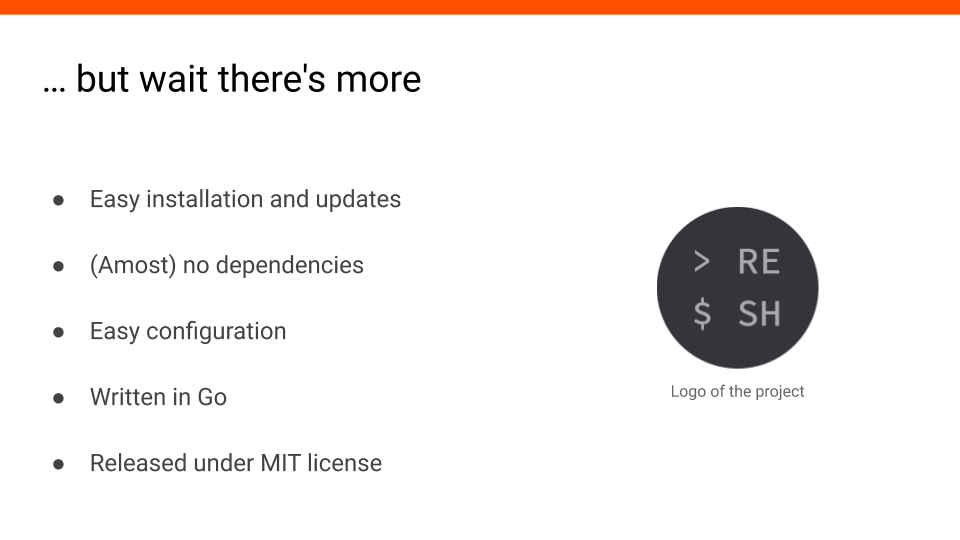 … but wait there's more
● Easy installation and updates
● (Amost) no dependencies
● Easy configuration
● Written in Go
● Released under MIT license
> RE
$ SH
Logo of the project